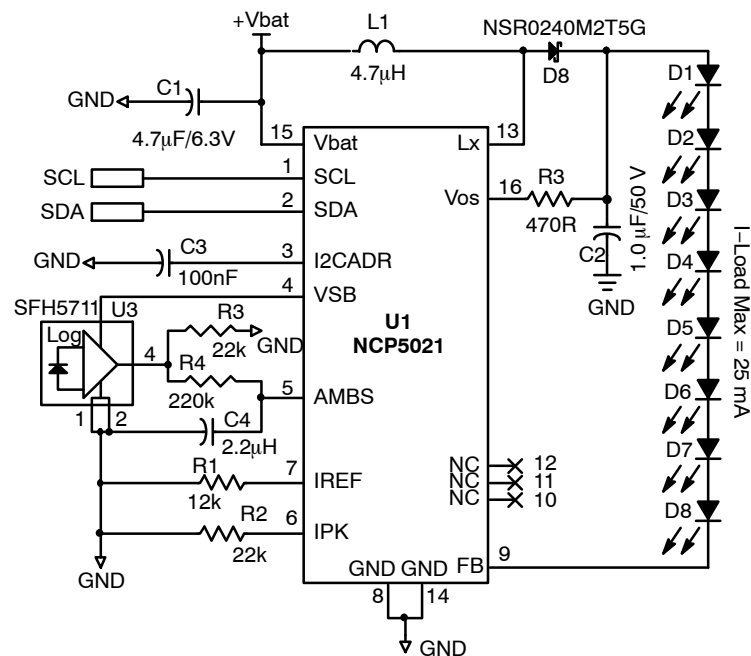 +Vbat
L1
NSR0240M2T5G
4.7µH
D8
D1
GND
C1
4.7µF/6.3V
15
Vbat
Lx
13
D2
SCL
1
SCL
SDA
2
SDA
Vos
16
R3
470R
D3
C2
1.0 µF/50 V
GND
GND
C3
100nF
3
I2CADR
D4
4
VSB
SFH5711
U3
Log
4
R3
22k
GND
U1
NCP5021
D5
I-Load Max = 25 mA
R4
220k
5
AMBS
D6
1
2
C4
2.2µH
R1
12k
7
IREF
NC
12
NC
11
NC
10
D7
R2
22k
6
IPK
D8
GND
GND
GND
FB
9
8
14
GND